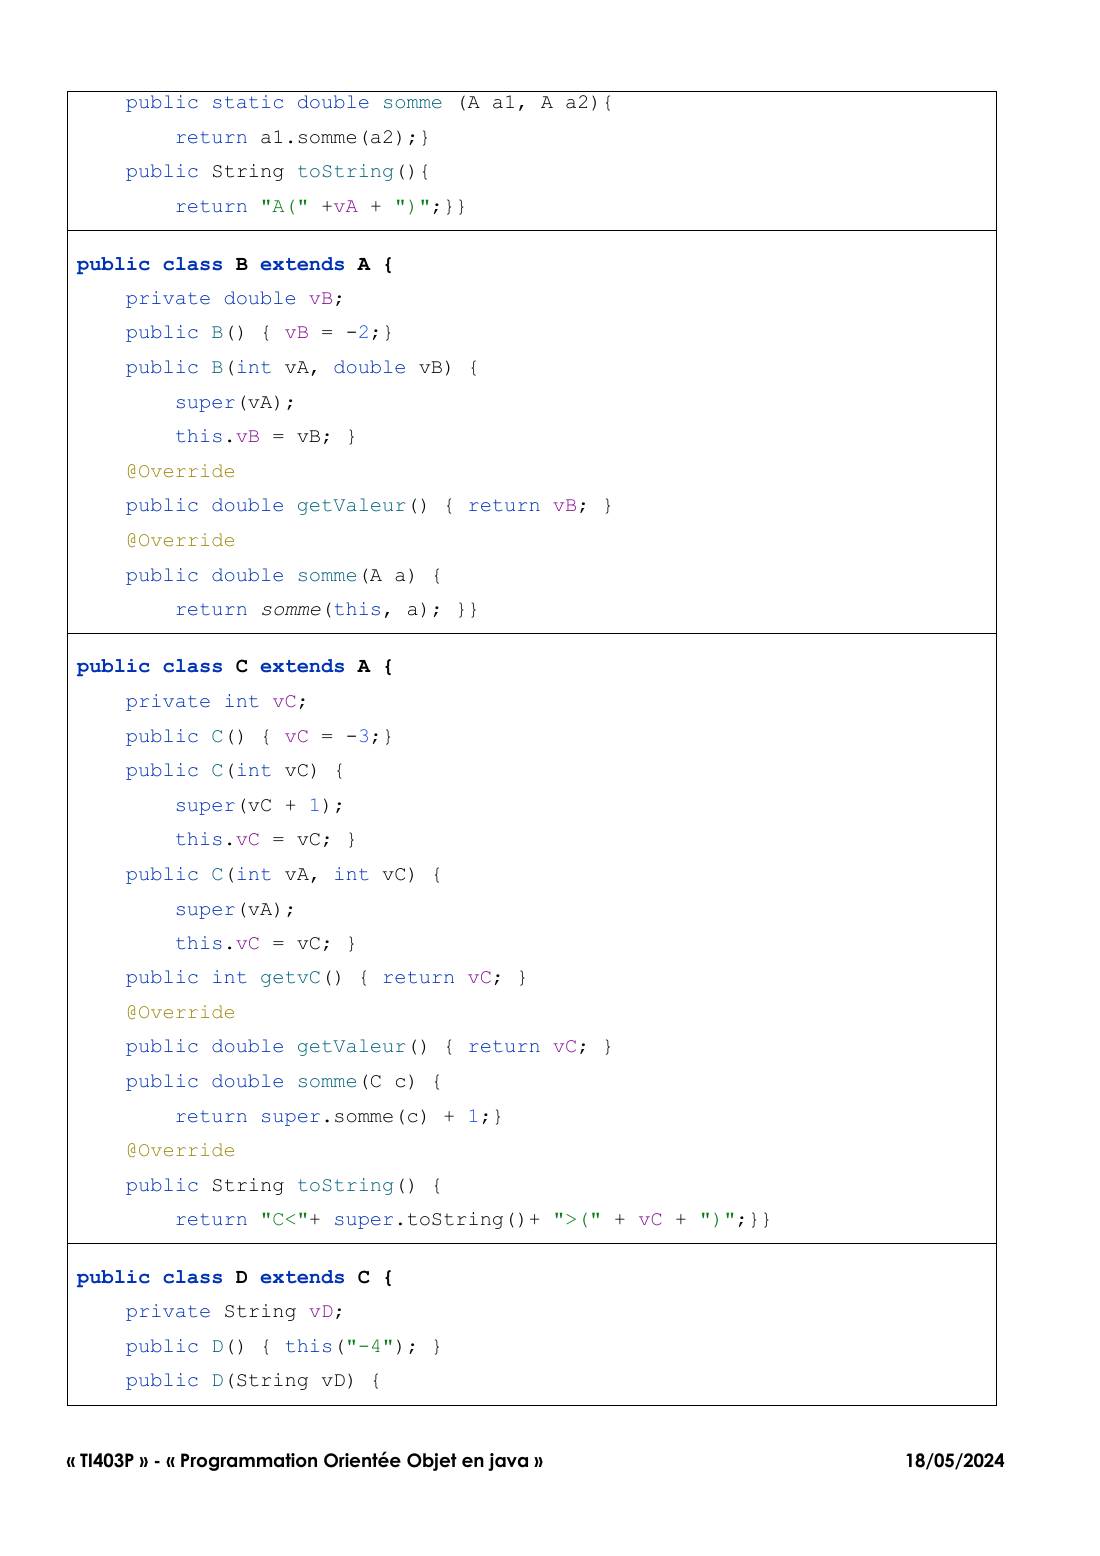 public static double somme (A a1, A a2){
return a1.somme(a2);}
public String toString(){
return "A(" +vA + ")";}}
public class B extends A {
private double vB;
public B() { vB = -2;}
public B(int vA, double vB) {
super(vA);
this.vB = vB; }
@Override
public double getValeur() { return vB; }
@Override
public double somme(A a) {
return somme(this, a); }}
public class C extends A {
private int vC;
public C() { vC = -3;}
public C(int vC) {
super(vC + 1);
this.vC = vC; }
public C(int vA, int vC) {
super(vA);
this.vC = vC; }
public int getvC() { return vC; }
@Override
public double getValeur() { return vC; }
public double somme(C c) {
return super.somme(c) + 1;}
@Override
public String toString() {
return "C<"+ super.toString()+ ">(" + vC + ")";}}
public class D extends C {
private String vD;
public D() { this("-4"); }
public D(String vD) {
« TI403P » - « Programmation Orientée Objet en java » 18/05/2024